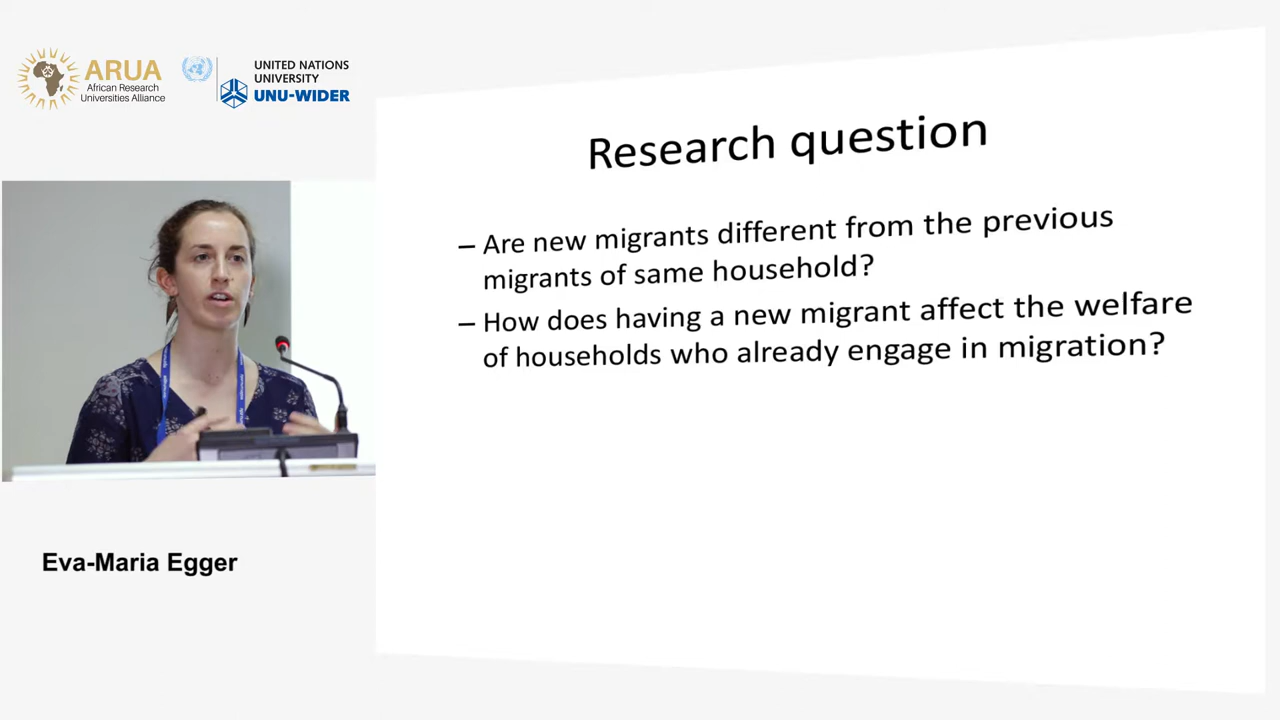 ARUA
African Research
Universities Alliance
UNITED NATIONS
UNIVERSITY
UNU-WIDER
Research question
– Are new migrants different from the previous
migrants of same household?
– How does having a new migrant affect the welfare
of households who already engage in migration?
Eva-Maria Egger